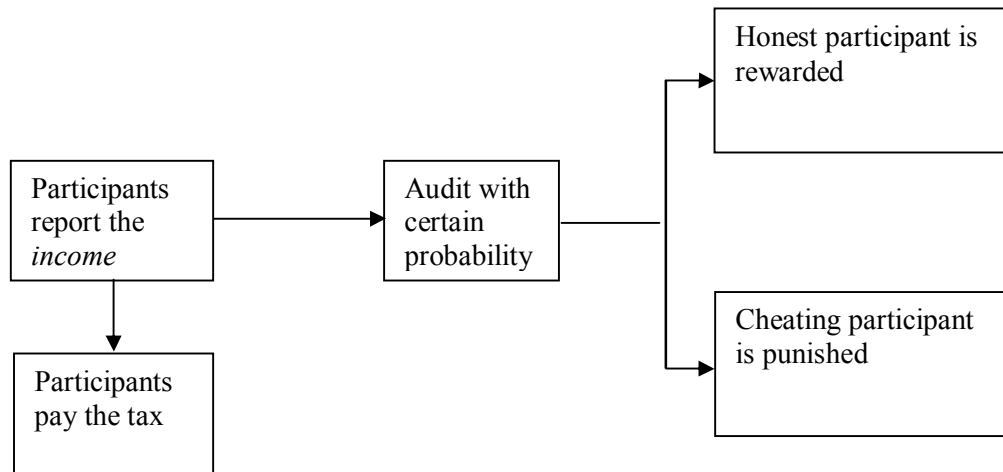 Participants
report the
income
Participants
pay the tax
Audit with
certain
probability
Honest participant is
rewarded
Cheating participant
is punished